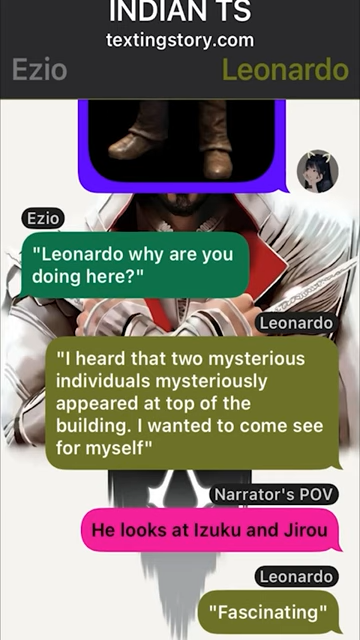 INDIAN TS
textingstory.com
Ezio
Leonardo
Ezio
"Leonardo why are you
doing here?"
Leonardo
"I heard that two mysterious
individuals mysteriously
appeared at top of the
building. I wanted to come see
for myself"
Narrator's POV
He looks at Izuku and Jirou
Leonardo
"Fascinating"